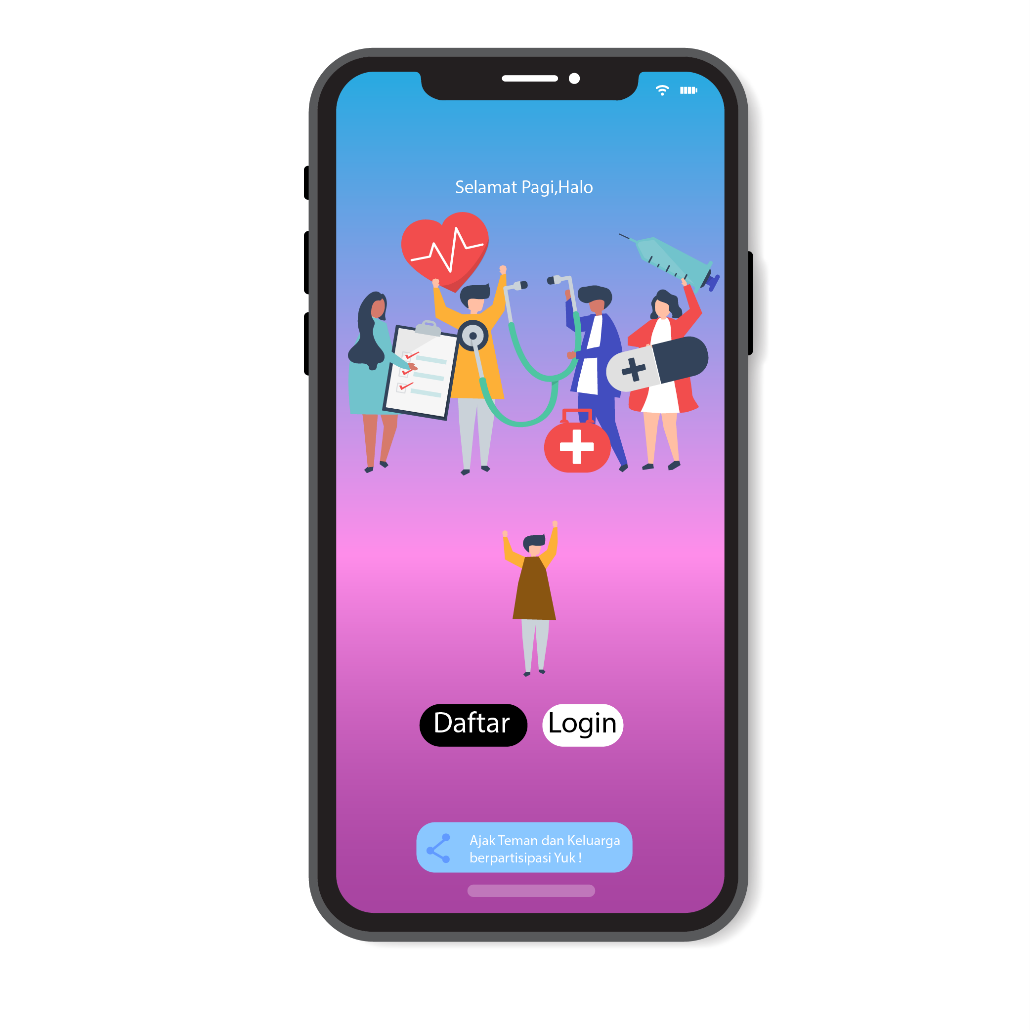 Selamat Pagi,Halo
Daftar
Login
Ajak Teman dan Keluarga
berpartisipasi Yuk !